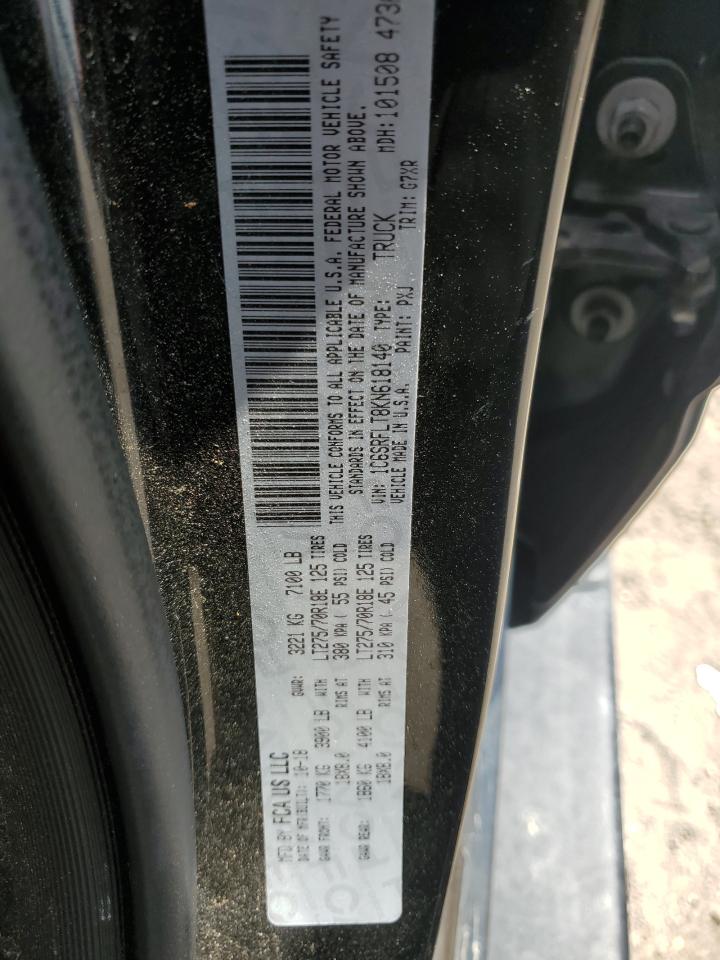 MFD BY FCA US LLC
DATE OF MFR(BUILT): 10-18 GVWR: 3221 KG 7100 LB
GAWR FRONT: 1770 KG 3900 LB WITH LT275/70R18E 125 TIRES
18X8.0 RIMS AT 380 KPA ( 55 PSI) COLD
GAWR REAR: 1860 KG 4100 LB WITH LT275/70R18E 125 TIRES
18X8.0 RIMS AT 310 KPA ( 45 PSI) COLD
THIS VEHICLE CONFORMS TO ALL APPLICABLE U.S.A. FEDERAL MOTOR VEHICLE SAFETY
STANDARDS IN EFFECT ON THE DATE OF MANUFACTURE SHOWN ABOVE.
VIN: 1C6SRFLT8KN618140 TYPE: TRUCK MDH:101508
VEHICLE MADE IN U.S.A. PAINT: PXJ TRIM: G7XR